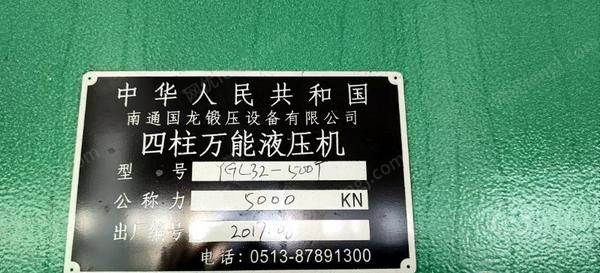 中华人民共和国
南通国龙锻压设备有限公司
四柱万能液压机
型号 YGL32-500T
公称力 5000 KN
出厂编号 2017.06
电话:0513-87891300